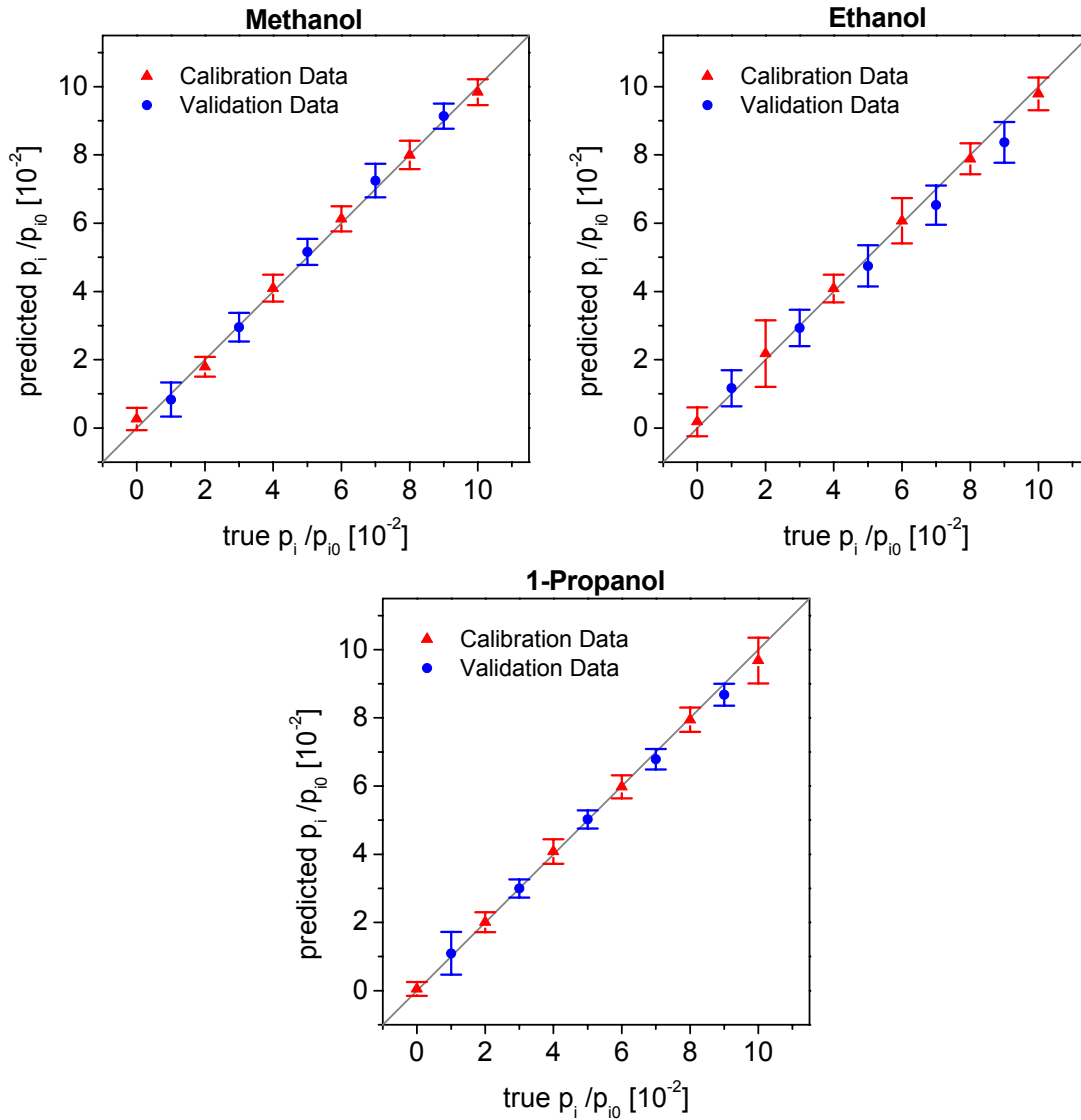 Methanol
Calibration Data
Validation Data
10
8
6
4
2
0
predicted p_i /p_i0 [10^-2]
0 2 4 6 8 10
true p_i /p_i0 [10^-2]
Ethanol
Calibration Data
Validation Data
10
8
6
4
2
0
predicted p_i /p_i0 [10^-2]
0 2 4 6 8 10
true p_i /p_i0 [10^-2]
1-Propanol
Calibration Data
Validation Data
10
8
6
4
2
0
predicted p_i /p_i0 [10^-2]
0 2 4 6 8 10
true p_i /p_i0 [10^-2]